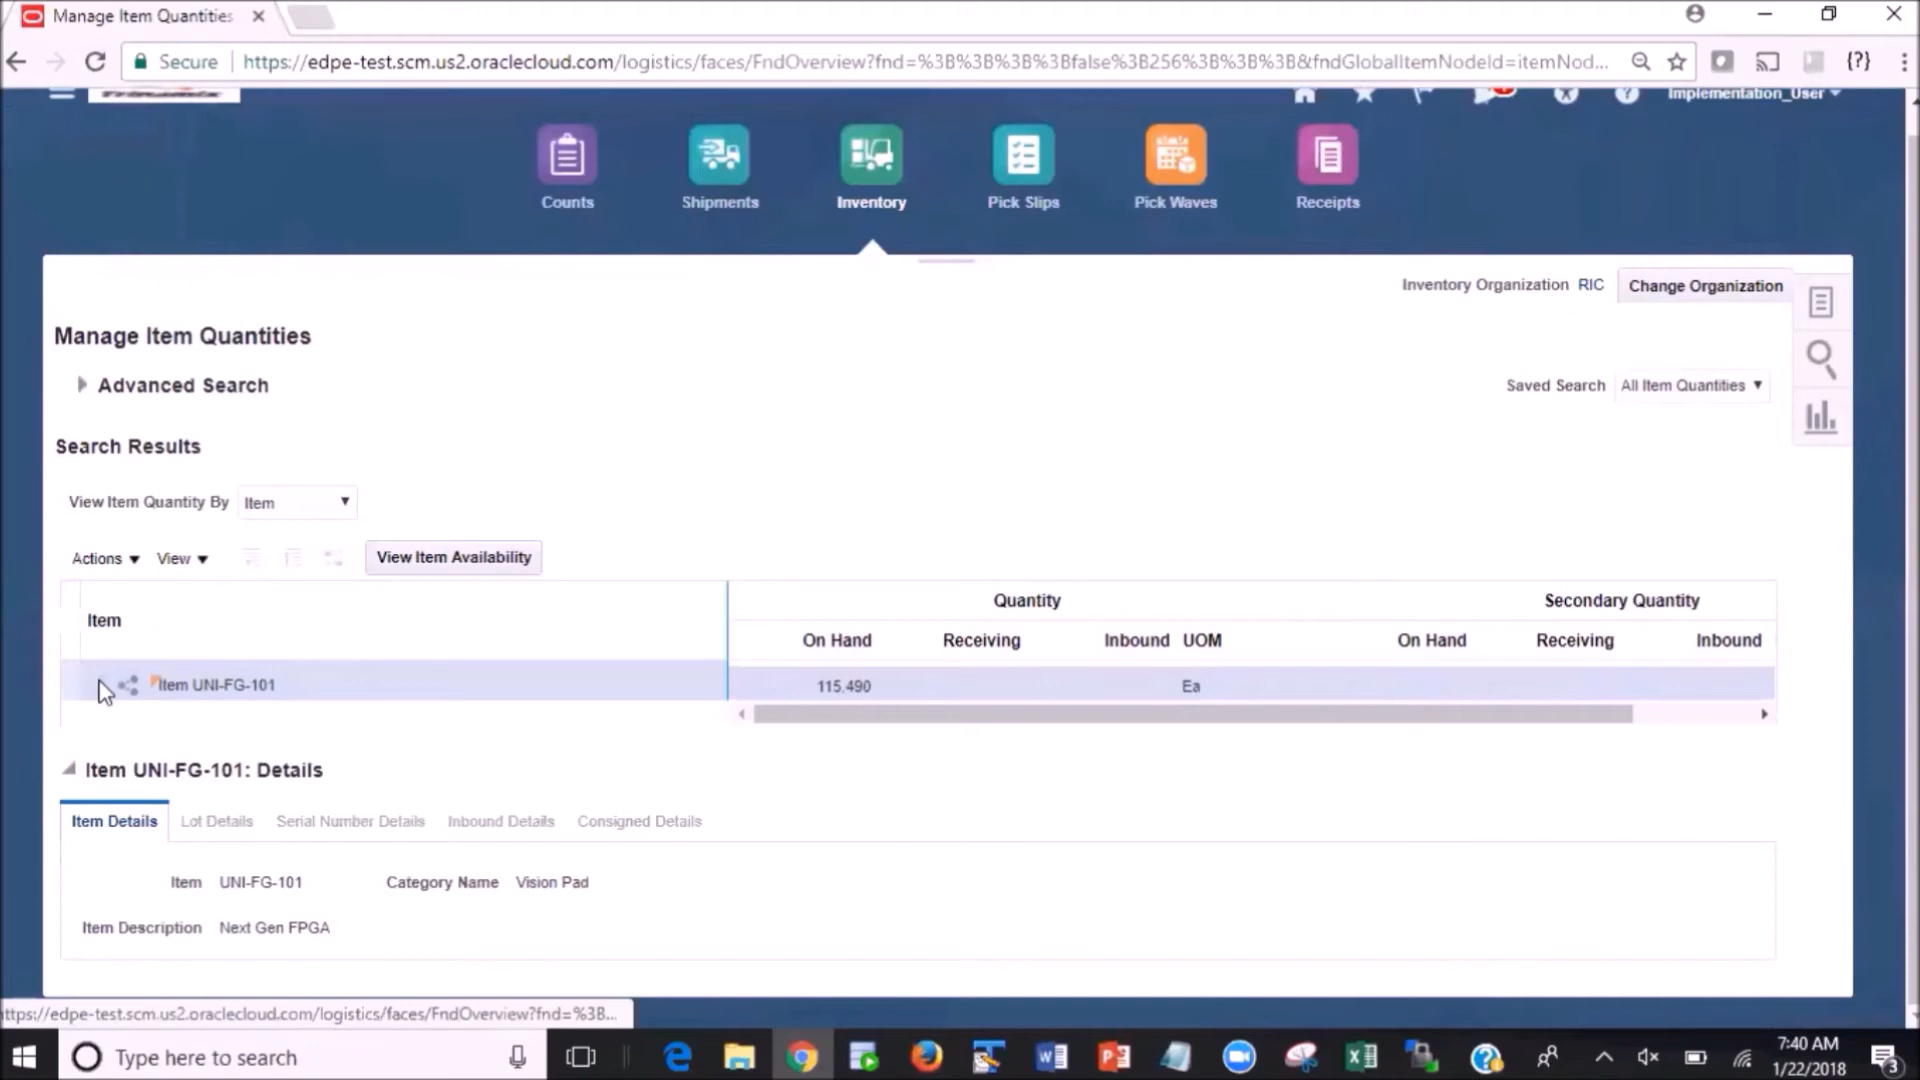 Manage Item Quantities
Secure
https://edpe-test.scm.us2.oraclecloud.com/logistics/faces/FndOverview?fnd=%3B%3B%3B%3Bfalse%3B256%3B%3B%3B&fndGlobalItemNodeId=itemNod...
{?}
Implementation_User
Counts
Shipments
Inventory
Pick Slips
Pick Waves
Receipts
Inventory Organization RIC
Change Organization
Manage Item Quantities
Advanced Search
Saved Search All Item Quantities
Search Results
View Item Quantity By Item
Actions View View Item Availability
Quantity Secondary Quantity
Item
On Hand Receiving Inbound UOM On Hand Receiving Inbound
Item UNI-FG-101 115.490 Ea
Item UNI-FG-101: Details
Item Details Lot Details Serial Number Details Inbound Details Consigned Details
Item UNI-FG-101 Category Name Vision Pad
Item Description Next Gen FPGA
https://edpe-test.scm.us2.oraclecloud.com/logistics/faces/FndOverview?fnd=%3B...
Type here to search
7:40 AM
1/22/2018
3